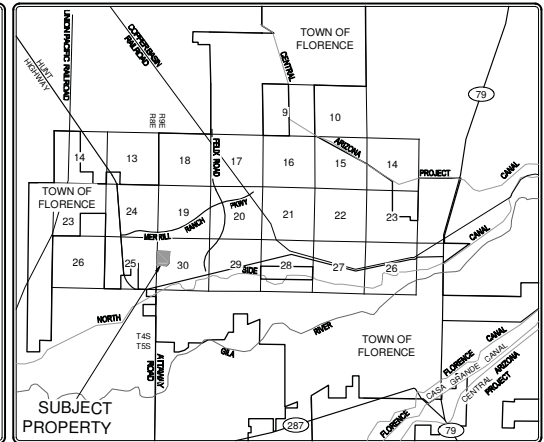 TOWN OF
FLORENCE
UNION PACIFIC RAILROAD
HUNT
HIGHWAY
COPPER BASIN
RAILROAD
CENTRAL
79
R8E
R9E
9
10
FELIX ROAD
ARIZONA
14
13
18
17
16
15
14
PROJECT
CANAL
TOWN OF
FLORENCE
23
24
19
20
21
22
23
MERRILL
RANCH
PKWY
CANAL
26
25
30
29
28
27
26
SIDE
NORTH
T4S
T5S
GILA
RIVER
TOWN OF
FLORENCE
ATTAWAY
ROAD
FLORENCE
CANAL
CASA GRANDE CANAL
CENTRAL
ARIZONA
PROJECT
FLORENCE
SUBJECT
PROPERTY
287
79